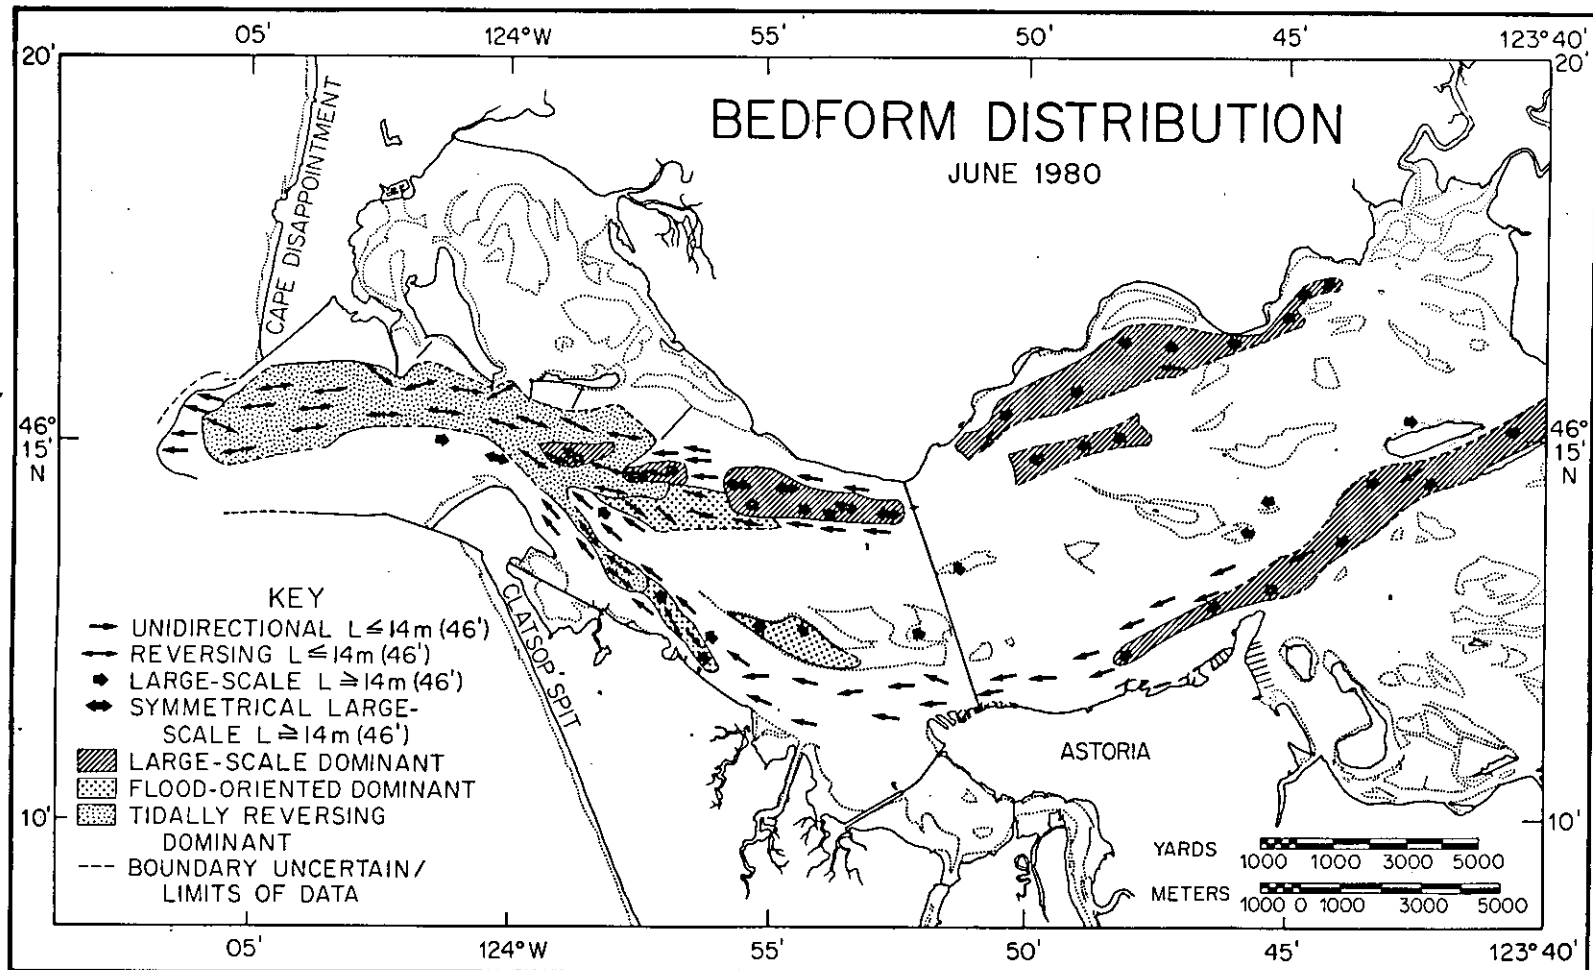 05'
124°W
55'
50'
45'
123°40'
20'
20'
BEDFORM DISTRIBUTION
JUNE 1980
CAPE DISAPPOINTMENT
46°
15'
N
46°
15'
N
CLATSOP SPIT
ASTORIA
KEY
UNIDIRECTIONAL L ≤ 14m (46')
REVERSING L ≤ 14m (46')
LARGE-SCALE L ≥ 14m (46')
SYMMETRICAL LARGE-
SCALE L ≥ 14m (46')
LARGE-SCALE DOMINANT
FLOOD-ORIENTED DOMINANT
TIDALLY REVERSING
DOMINANT
BOUNDARY UNCERTAIN/
LIMITS OF DATA
10'
10'
YARDS
1000 1000 3000 5000
METERS
1000 0 1000 3000 5000
05'
124°W
55'
50'
45'
123°40'